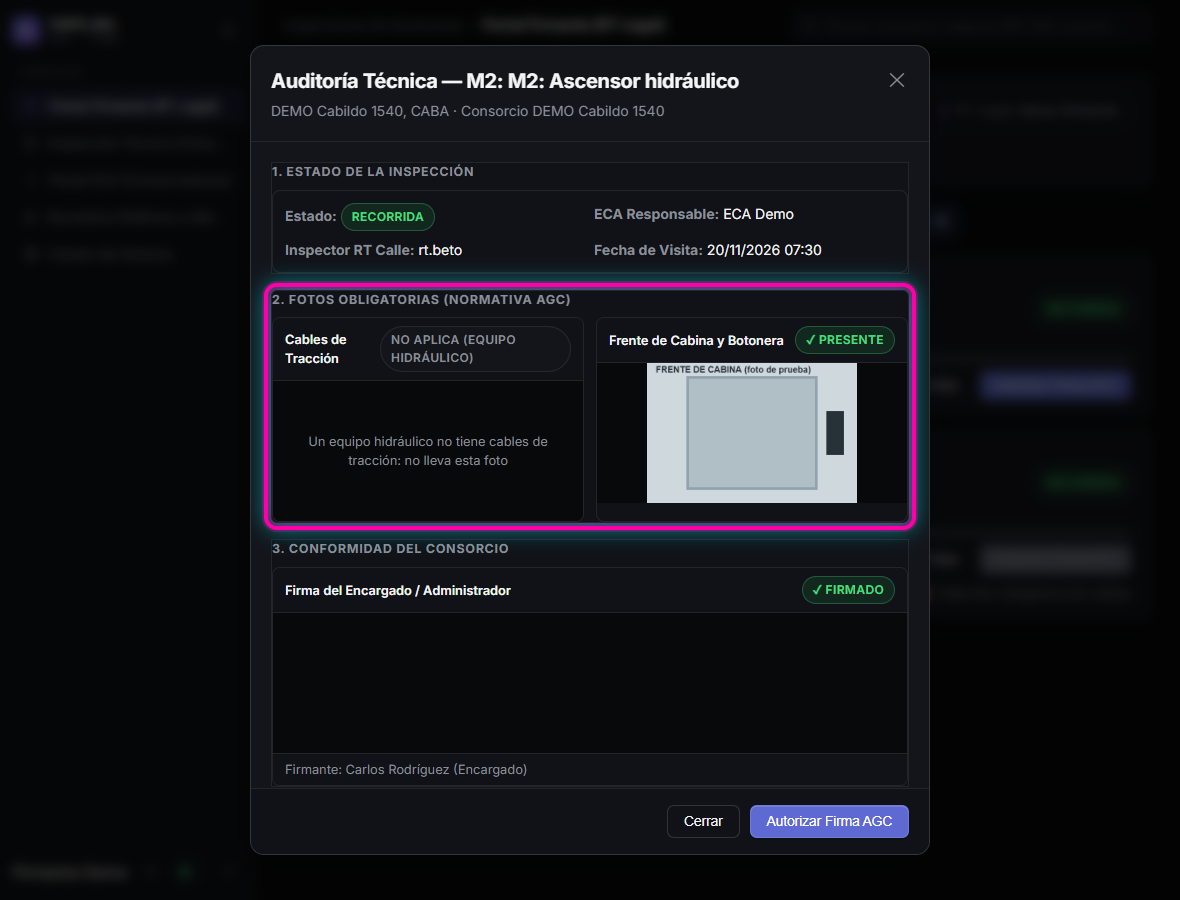 Auditoría Técnica — M2: M2: Ascensor hidráulico
DEMO Cabildo 1540, CABA · Consorcio DEMO Cabildo 1540
1. ESTADO DE LA INSPECCIÓN
Estado: RECORRIDA
ECA Responsable: ECA Demo
Inspector RT Calle: rt.beto
Fecha de Visita: 20/11/2026 07:30
2. FOTOS OBLIGATORIAS (NORMATIVA AGC)
Cables de
Tracción
NO APLICA (EQUIPO
HIDRÁULICO)
Un equipo hidráulico no tiene cables de
tracción: no lleva esta foto
Frente de Cabina y Botonera
✓ PRESENTE
FRENTE DE CABINA (foto de prueba)
3. CONFORMIDAD DEL CONSORCIO
Firma del Encargado / Administrador
✓ FIRMADO
Firmante: Carlos Rodríguez (Encargado)
Cerrar
Autorizar Firma AGC